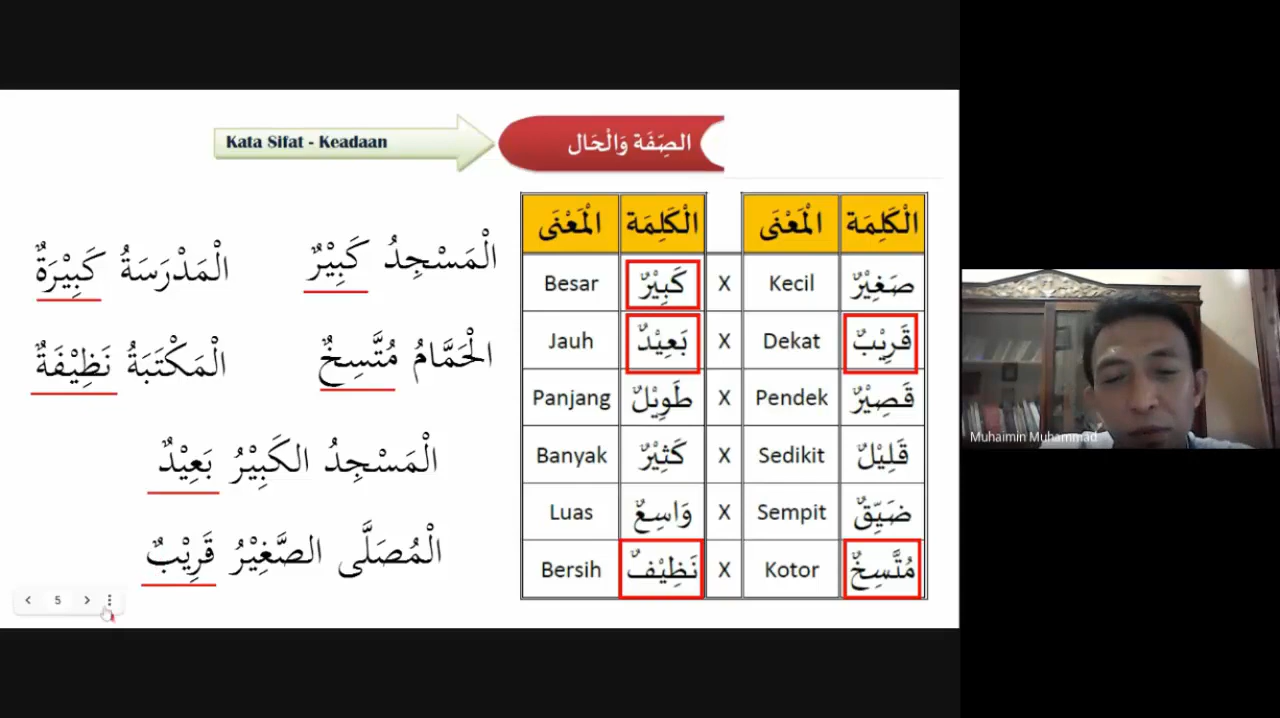 Kata Sifat - Keadaan
الصِّفَة وَالْحَال
الْمَسْجِدُ كَبِيْرٌ
الْمَدْرَسَةُ كَبِيْرَةٌ
الْحَمَّامُ مُتَّسِخٌ
الْمَكْتَبَةُ نَظِيْفَةٌ
الْمَسْجِدُ الكَبِيْرُ بَعِيْدٌ
الْمُصَلَّى الصَّغِيْرُ قَرِيْبٌ
الْكَلِمَة الْمَعْنَى الْكَلِمَة الْمَعْنَى
صَغِيْرٌ Kecil X كَبِيْرٌ Besar
قَرِيْبٌ Dekat X بَعِيْدٌ Jauh
قَصِيْرٌ Pendek X طَوِيْلٌ Panjang
قَلِيْلٌ Sedikit X كَثِيْرٌ Banyak
ضَيِّقٌ Sempit X وَاسِعٌ Luas
مُتَّسِخٌ Kotor X نَظِيْفٌ Bersih
5
Muhaimin Muhammad